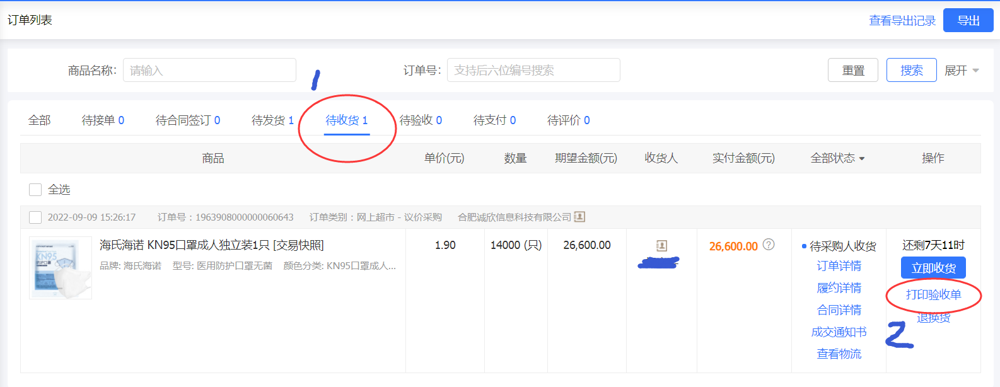 订单列表
查看导出记录 导出
商品名称: 请输入 订单号: 支持后六位编号搜索 重置 搜索 展开
1
全部 待接单 0 待合同签订 0 待发货 1 待收货 1 待验收 0 待支付 0 待评价 0
商品 单价(元) 数量 期望金额(元) 收货人 实付金额(元) 全部状态 操作
全选
2022-09-09 15:26:17 订单号：1963908000000060643 订单类别：网上超市 - 议价采购 合肥诚欣信息科技有限公司
海氏海诺 KN95口罩成人独立装1只 [交易快照] 1.90 14000 (只) 26,600.00 26,600.00 待采购人收货 还剩7天11时
品牌: 海氏海诺 型号: 医用防护口罩无菌 颜色分类: KN95口罩成人... 订单详情 立即收货
KN95
履约详情 打印验收单
合同详情 退换货
成交通知书 2
查看物流